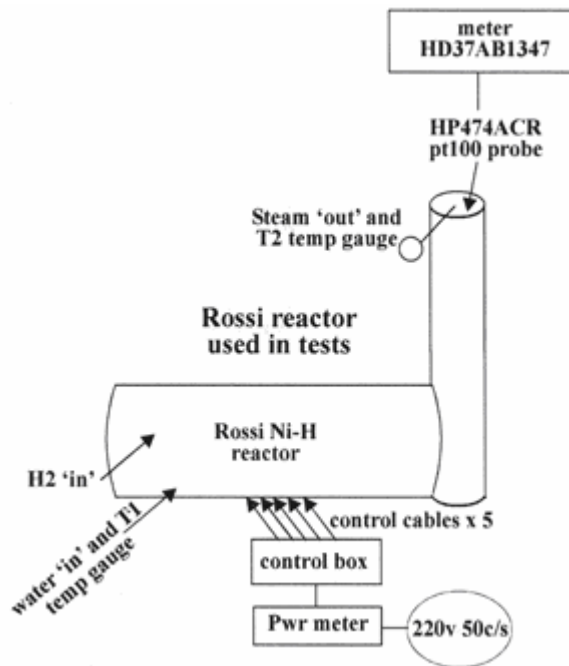 meter
HD37AB1347
HP474ACR
pt100 probe
Steam ‘out’ and
T2 temp gauge
Rossi reactor
used in tests
Rossi Ni-H
reactor
H2 ‘in’
water ‘in’ and T1
temp gauge
control cables x 5
control box
Pwr meter
220v 50c/s